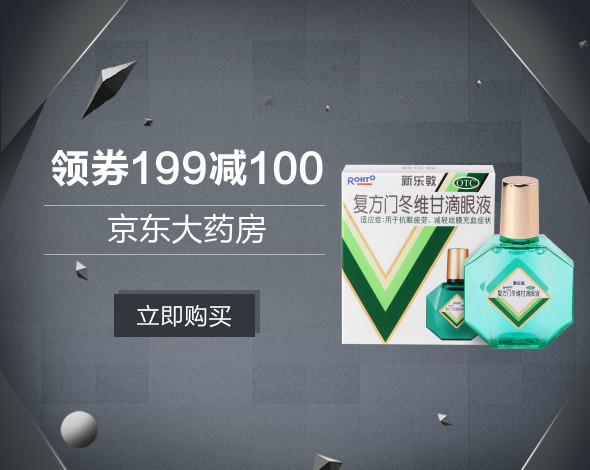 领券199减100
京东大药房
立即购买
ROHTO
新乐敦
OTC
复方门冬维甘滴眼液
适应症:用于抗眼疲劳,减轻结膜充血症状
新乐敦
复方门冬维甘滴眼液